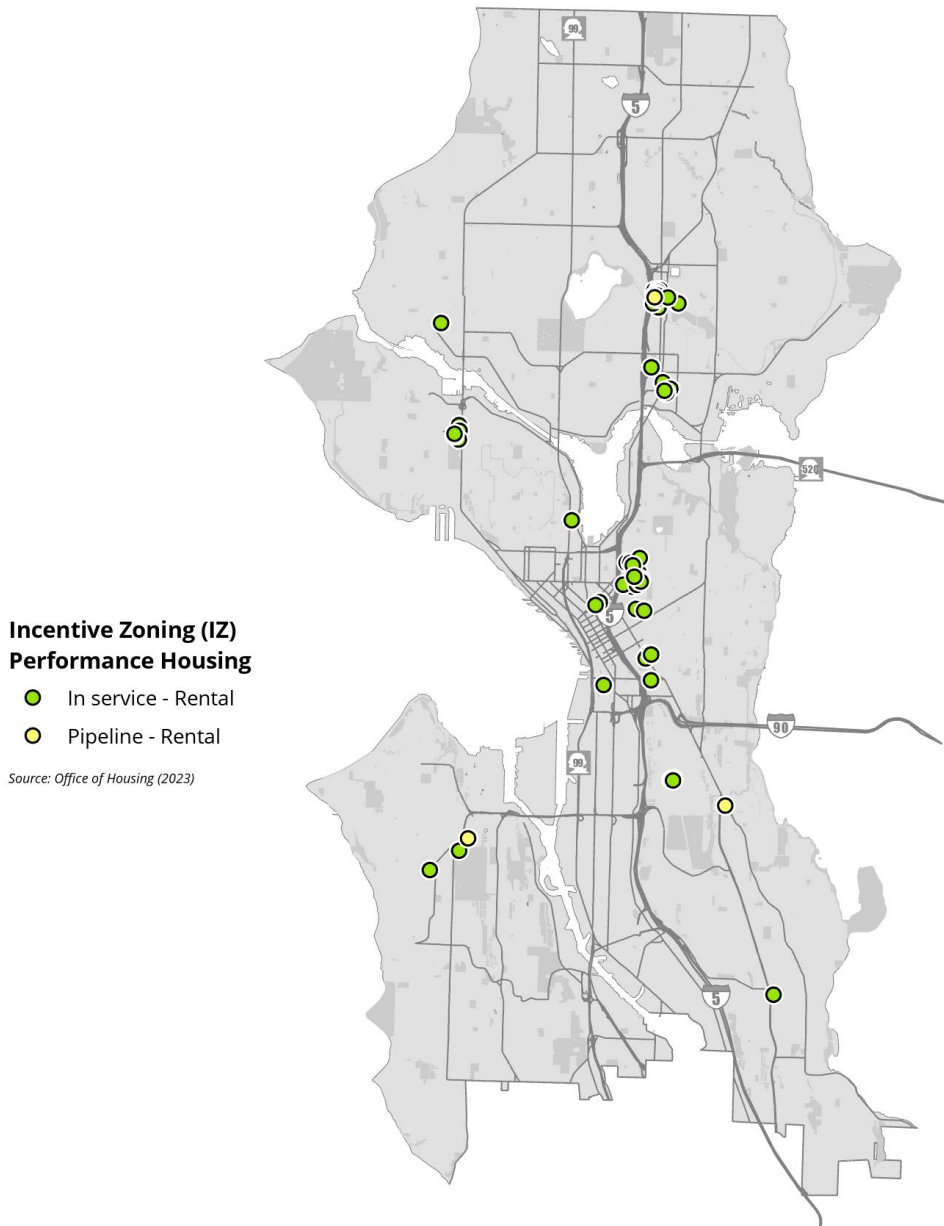 99
5
520
5
Incentive Zoning (IZ)
Performance Housing
In service - Rental
Pipeline - Rental
Source: Office of Housing (2023)
90
99
5